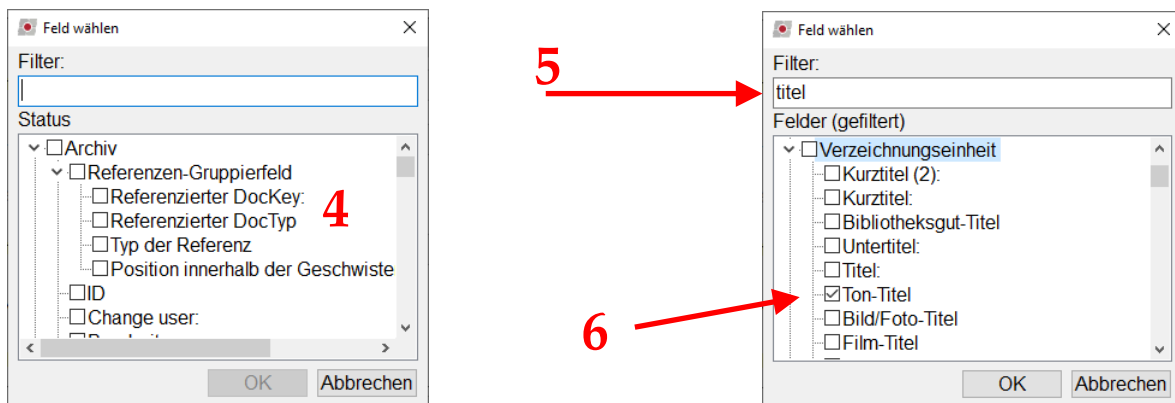 Feld wählen
Filter:
Status
Archiv
Referenzen-Gruppierfeld
Referenzierter DocKey:
Referenzierter DocTyp
Typ der Referenz
Position innerhalb der Geschwiste
ID
Change user:
OK Abbrechen
4
5
6
Feld wählen
Filter:
titel
Felder (gefiltert)
Verzeichnungseinheit
Kurztitel (2):
Kurztitel:
Bibliotheksgut-Titel
Untertitel:
Titel:
Ton-Titel
Bild/Foto-Titel
Film-Titel
OK Abbrechen